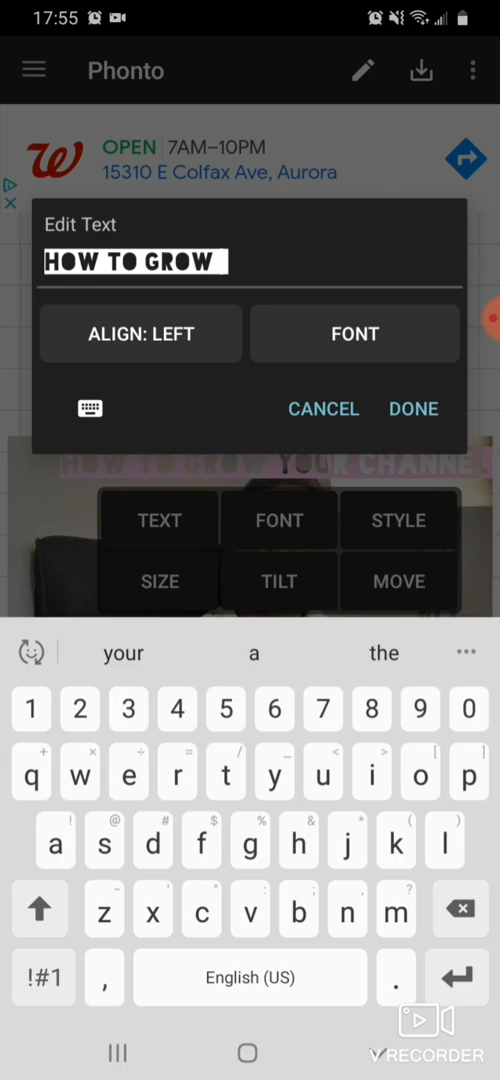 17:55
Phonto
OPEN 7AM–10PM
15310 E Colfax Ave, Aurora
Edit Text
HOW TO GROW
ALIGN: LEFT FONT
CANCEL DONE
HOW TO GROW YOUR CHANNEL
TEXT FONT STYLE
SIZE TILT MOVE
your a the
1 2 3 4 5 6 7 8 9 0
+ × ÷ = / _ < > [ ]
q w e r t y u i o p
! @ # $ % & * ( )
a s d f g h j k l
- ' " : ; , ?
z x c v b n m
!#1 , English (US) .
VRECORDER